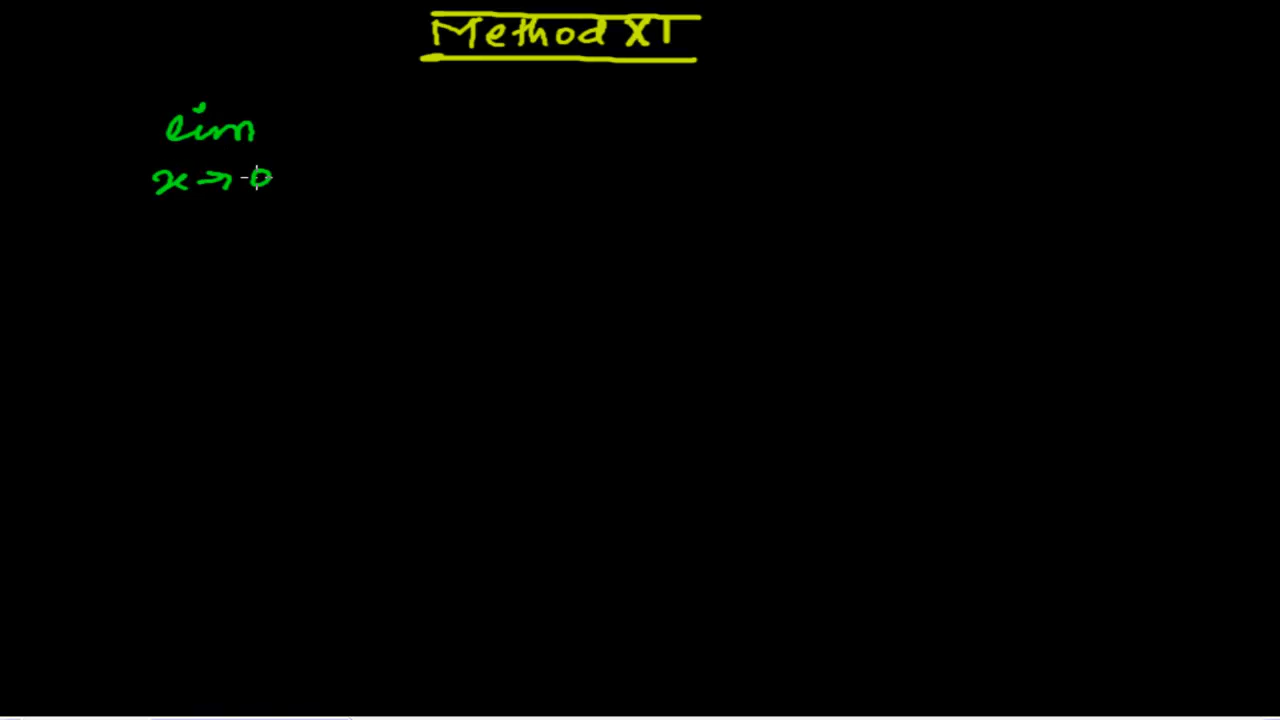 Method XI
lim
x → 0